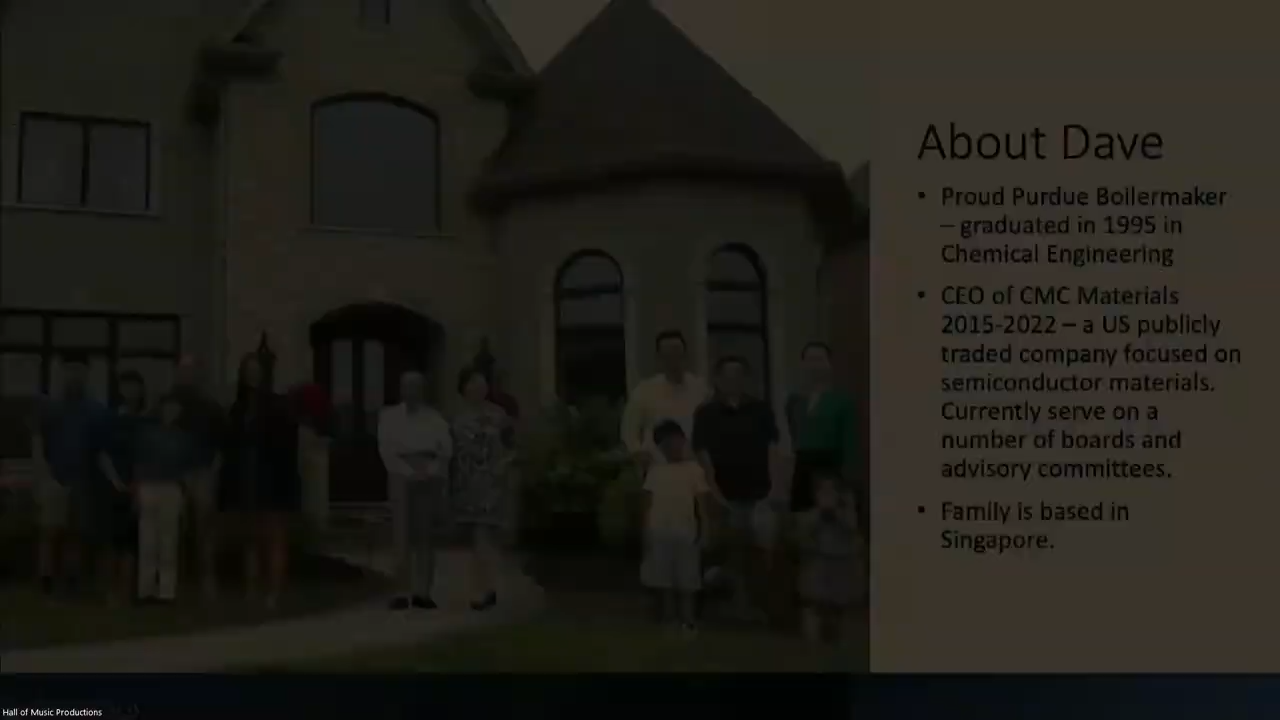 About Dave
• Proud Purdue Boilermaker
– graduated in 1995 in
Chemical Engineering
• CEO of CMC Materials
2015-2022 – a US publicly
traded company focused on
semiconductor materials.
Currently serve on a
number of boards and
advisory committees.
• Family is based in
Singapore.
Hall of Music Productions